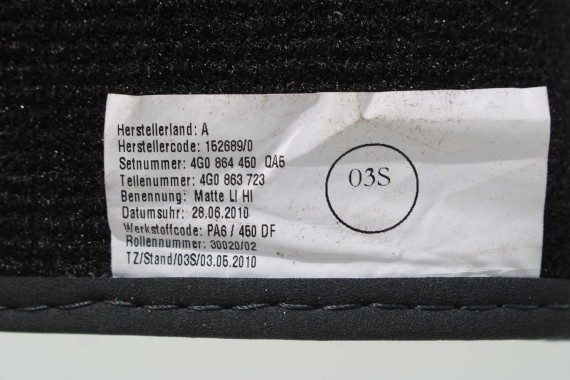 Herstellerland: A
Herstellercode: 152689/0
Setnummer: 4G0 864 450 QA5
Teilenummer: 4G0 863 723
Benennung: Matte LI HI
Datumsuhr: 28.06.2010
Werkstoffcode: PA6 / 450 DF
Rollennummer: 30020/02
TZ/Stand/03S/03.05.2010
03S